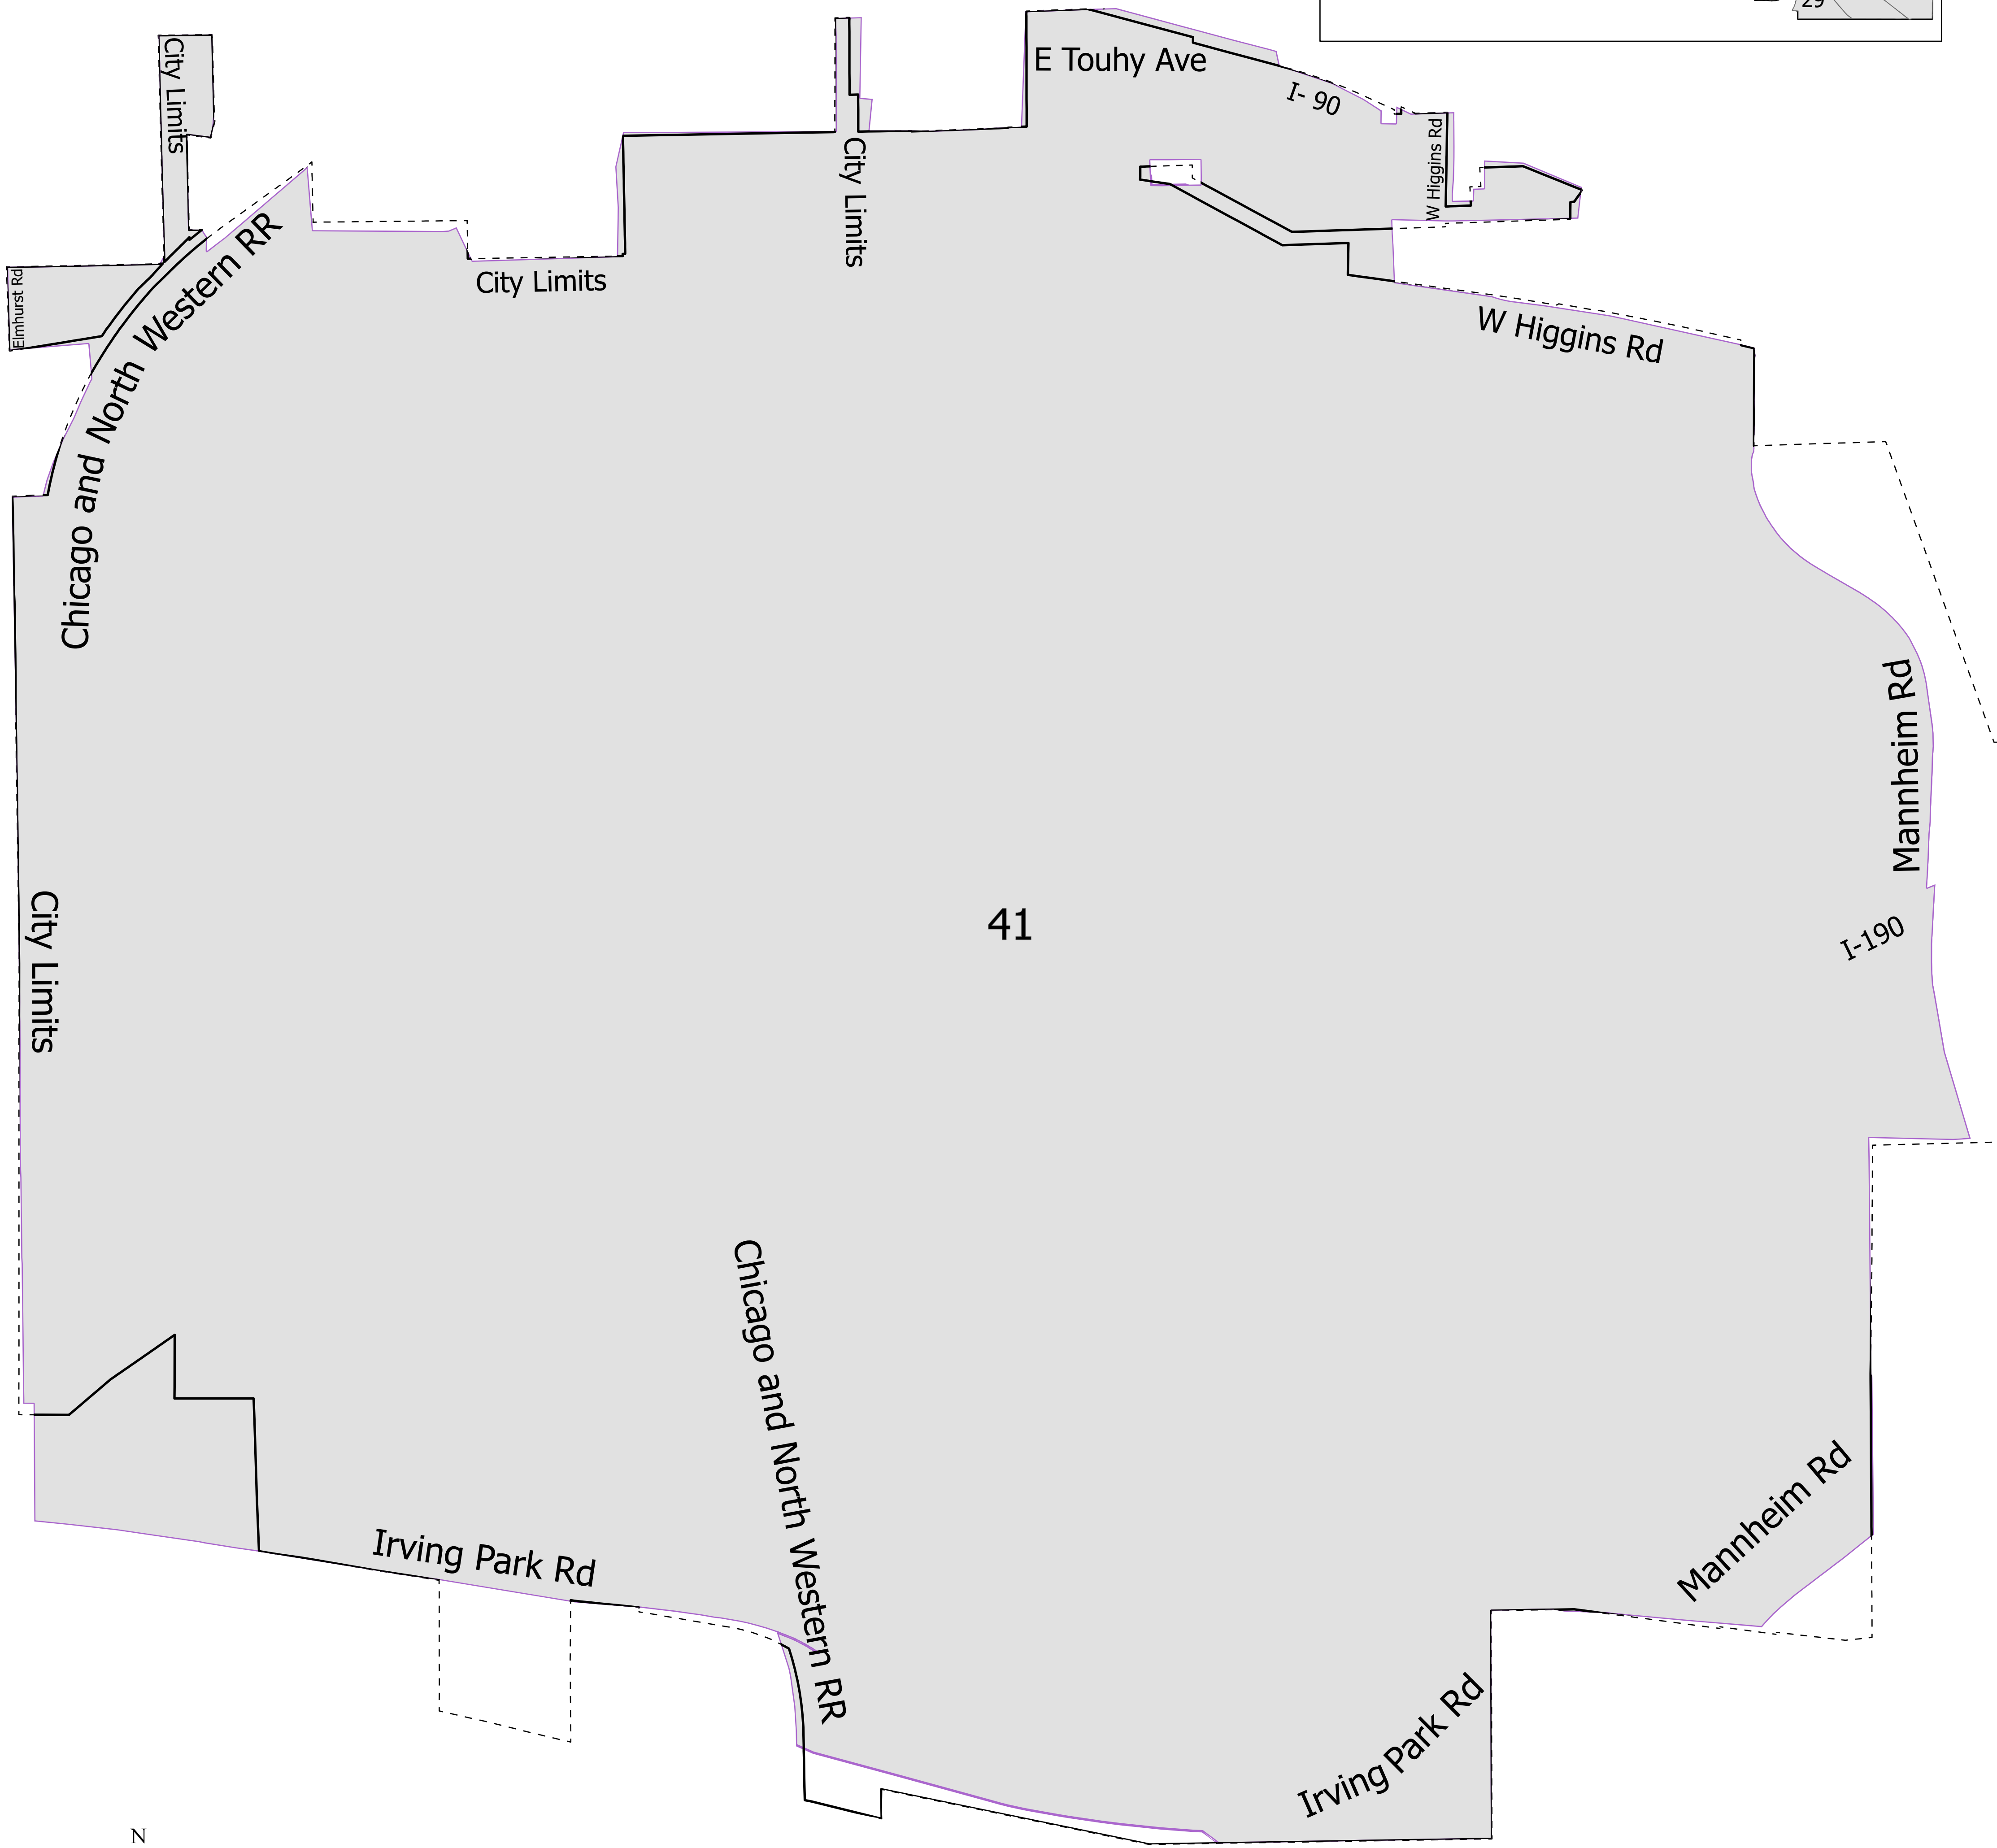 29
City Limits
E Touhy Ave
I- 90
W Higgins Rd
City Limits
Chicago and North Western RR
City Limits
Elmhurst Rd
W Higgins Rd
Mannheim Rd
City Limits
41
I-190
Chicago and North Western RR
Irving Park Rd
Mannheim Rd
Irving Park Rd
N